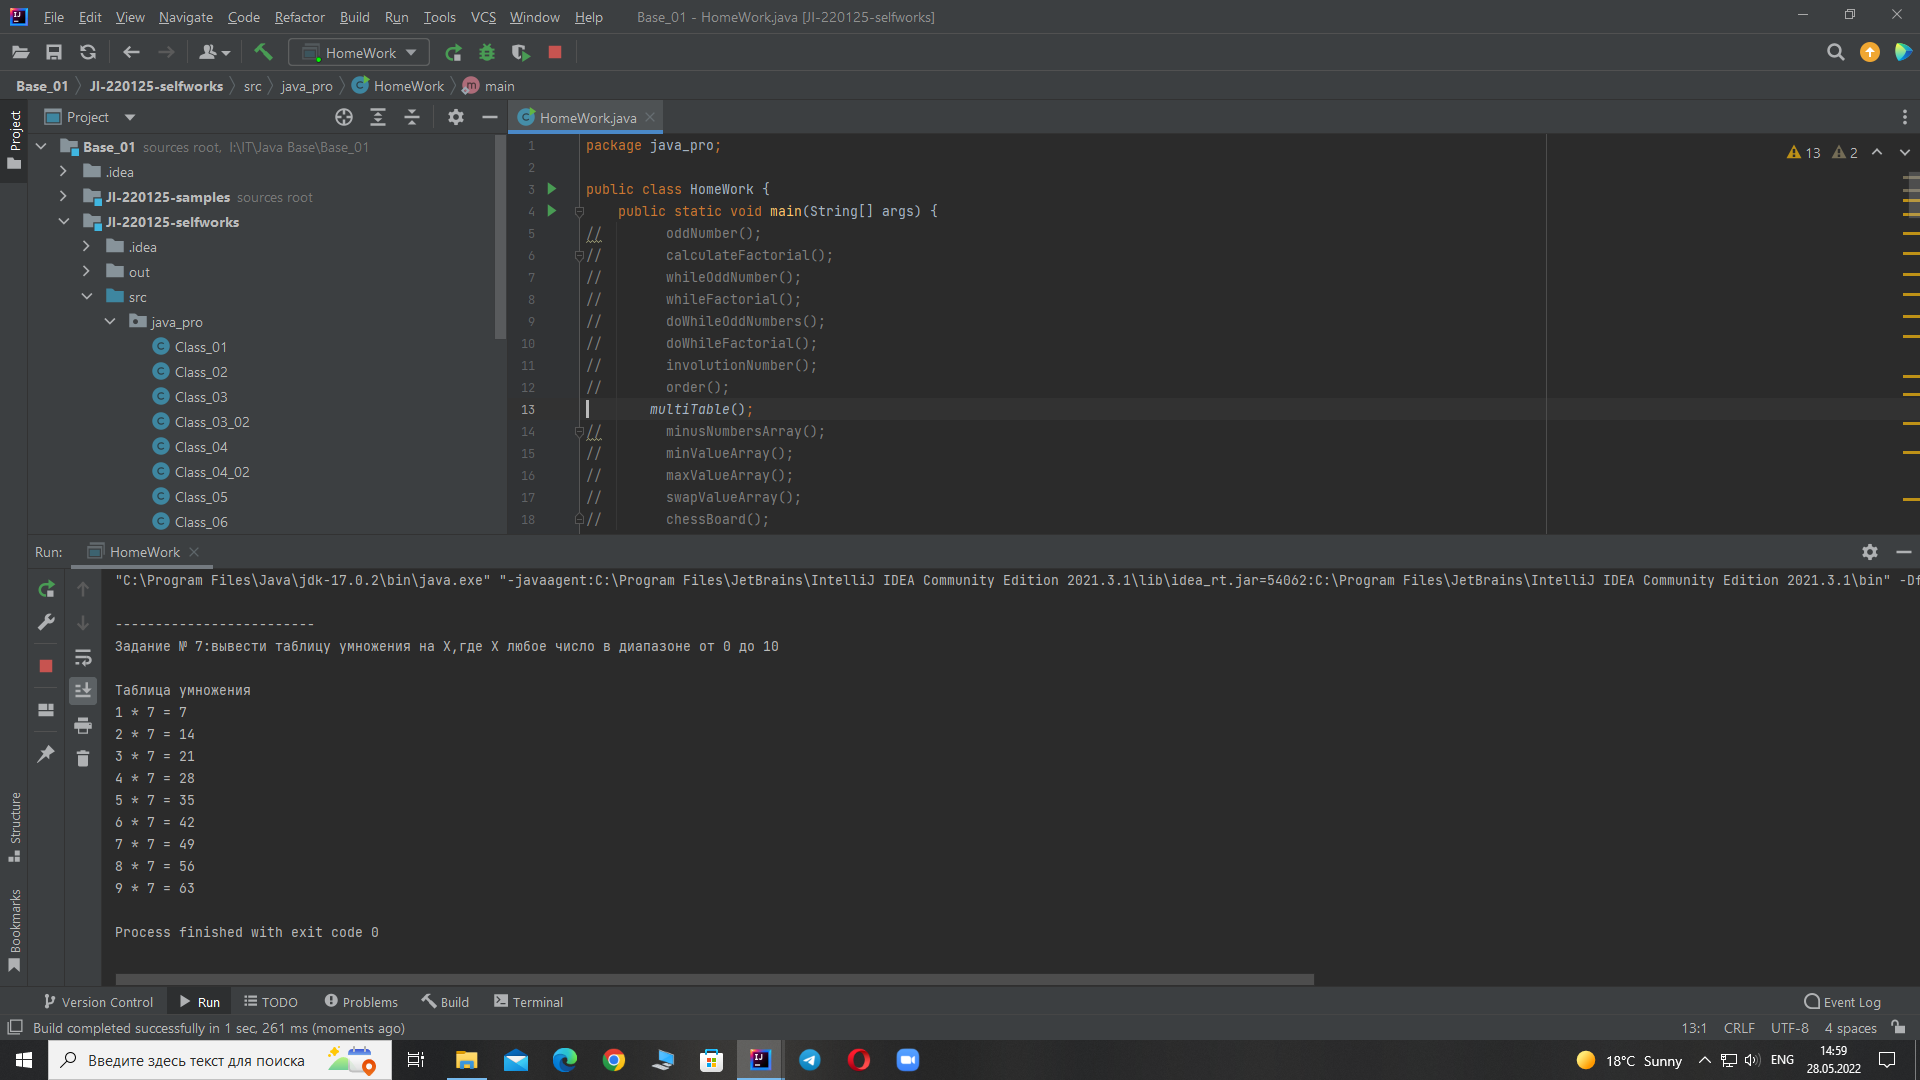 File Edit View Navigate Code Refactor Build Run Tools VCS Window Help Base_01 - HomeWork.java [JI-220125-selfworks]
HomeWork
Base_01 JI-220125-selfworks src java_pro HomeWork main
Project
Project
HomeWork.java
Base_01 sources root, I:\IT\Java Base\Base_01
.idea
JI-220125-samples sources root
JI-220125-selfworks
.idea
out
src
java_pro
Class_01
Class_02
Class_03
Class_03_02
Class_04
Class_04_02
Class_05
Class_06
13 2
1 package java_pro;
2
3 public class HomeWork {
4 public static void main(String[] args) {
5 // oddNumber();
6 // calculateFactorial();
7 // whileOddNumber();
8 // whileFactorial();
9 // doWhileOddNumbers();
10 // doWhileFactorial();
11 // involutionNumber();
12 // order();
13 multiTable();
14 // minusNumbersArray();
15 // minValueArray();
16 // maxValueArray();
17 // swapValueArray();
18 // chessBoard();
Run: HomeWork
"C:\Program Files\Java\jdk-17.0.2\bin\java.exe" "-javaagent:C:\Program Files\JetBrains\IntelliJ IDEA Community Edition 2021.3.1\lib\idea_rt.jar=54062:C:\Program Files\JetBrains\IntelliJ IDEA Community Edition 2021.3.1\bin" -Df
-------------------------
Задание № 7:вывести таблицу умножения на X,где X любое число в диапазоне от 0 до 10
Таблица умножения
1 * 7 = 7
2 * 7 = 14
3 * 7 = 21
4 * 7 = 28
5 * 7 = 35
6 * 7 = 42
7 * 7 = 49
8 * 7 = 56
9 * 7 = 63
Process finished with exit code 0
Structure
Bookmarks
Version Control Run TODO Problems Build Terminal Event Log
Build completed successfully in 1 sec, 261 ms (moments ago) 13:1 CRLF UTF-8 4 spaces
Введите здесь текст для поиска 18°C Sunny ENG 14:59
28.05.2022